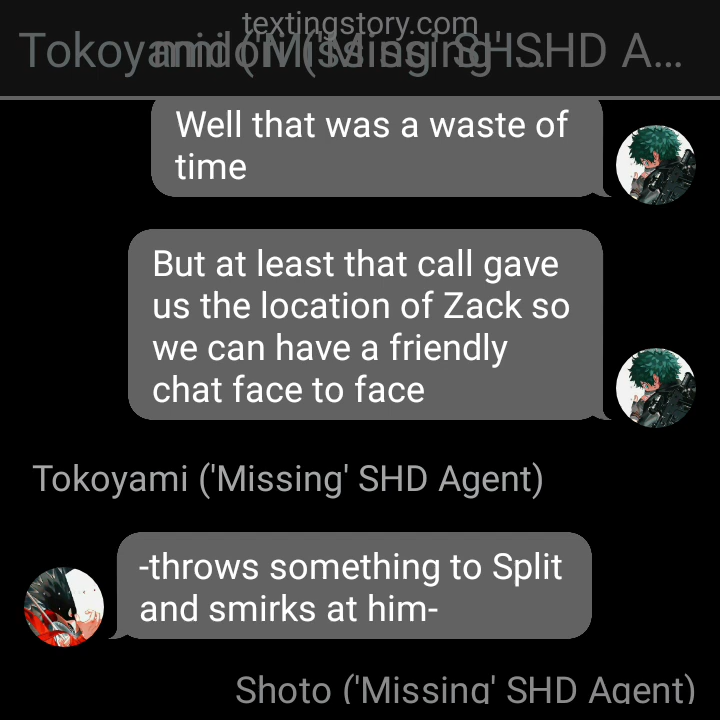 textingstory.com
Well that was a waste of
time
But at least that call gave
us the location of Zack so
we can have a friendly
chat face to face
Tokoyami ('Missing' SHD Agent)
-throws something to Split
and smirks at him-
Shoto ('Missing' SHD Agent)